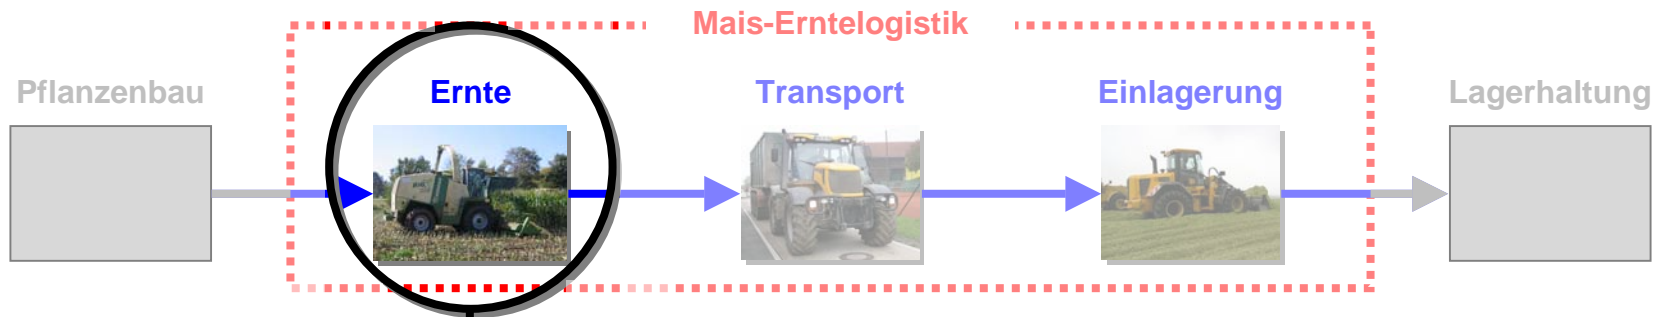 Mais-Erntelogistik
Pflanzenbau
Ernte
Transport
Einlagerung
Lagerhaltung